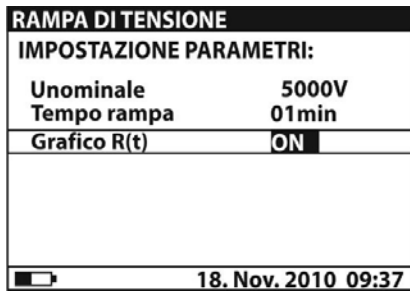 RAMPA DI TENSIONE
IMPOSTAZIONE PARAMETRI:
Unominale 5000V
Tempo rampa 01min
Grafico R(t) ON
18. Nov. 2010 09:37